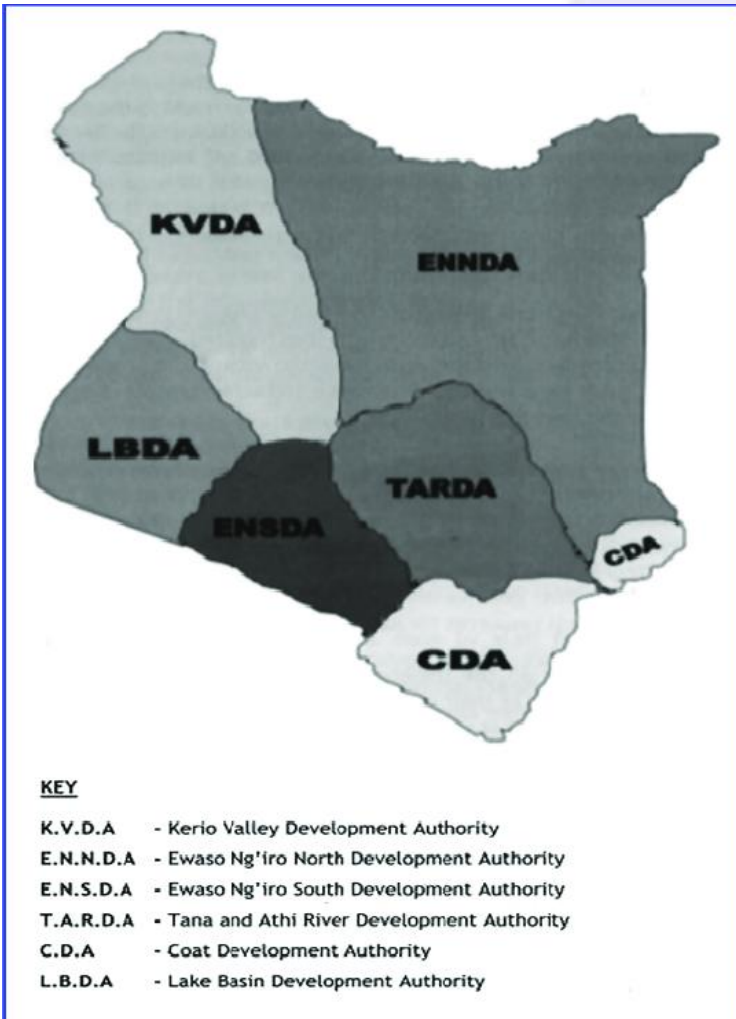 KVDA
ENNDA
LBDA
TARDA
ENSDA
CDA
CDA
KEY
K.V.D.A - Kerio Valley Development Authority
E.N.N.D.A - Ewaso Ng'iro North Development Authority
E.N.S.D.A - Ewaso Ng'iro South Development Authority
T.A.R.D.A - Tana and Athi River Development Authority
C.D.A - Coat Development Authority
L.B.D.A - Lake Basin Development Authority